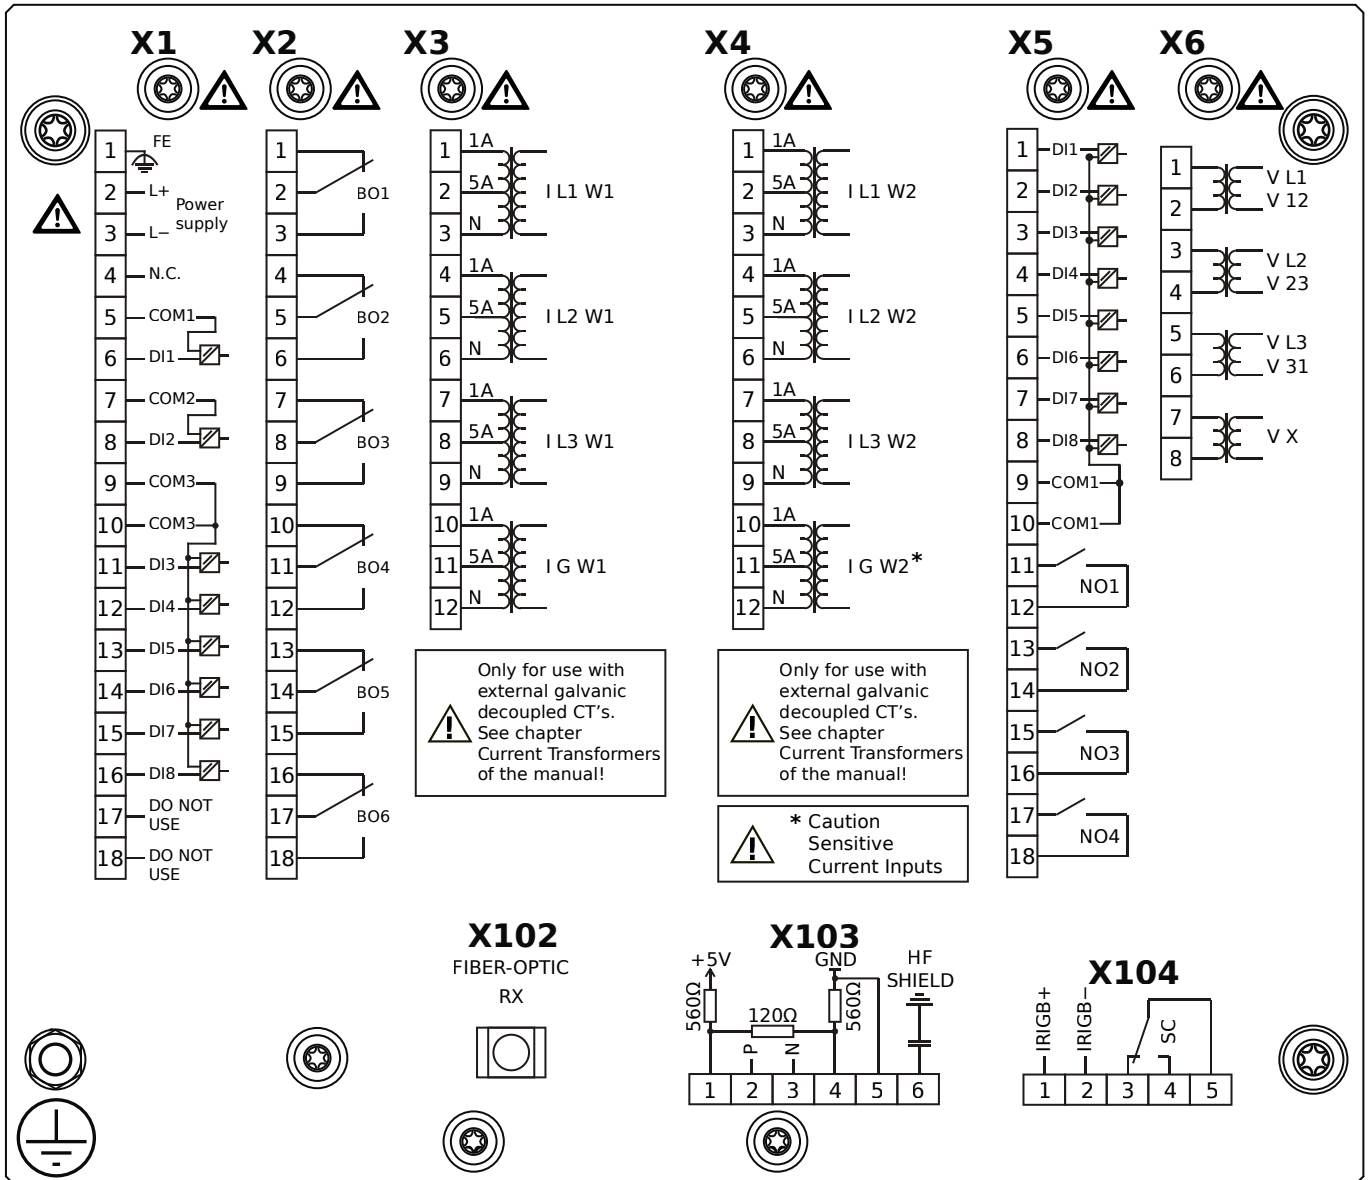 X1
X2
X3
X4
X5
X6
1
FE
2
L+
Power
supply
3
L−
4
N.C.
5
COM1
6
DI1
7
COM2
8
DI2
9
COM3
10
COM3
11
DI3
12
DI4
13
DI5
14
DI6
15
DI7
16
DI8
17
DO NOT
USE
18
DO NOT
USE
1
2
BO1
3
4
5
BO2
6
7
8
BO3
9
10
11
BO4
12
13
14
BO5
15
16
17
BO6
18
1
1A
2
5A
I L1 W1
3
N
4
1A
5
5A
I L2 W1
6
N
7
1A
8
5A
I L3 W1
9
N
10
1A
11
5A
I G W1
12
N
Only for use with
external galvanic
decoupled CT's.
See chapter
Current Transformers
of the manual!
1
1A
2
5A
I L1 W2
3
N
4
1A
5
5A
I L2 W2
6
N
7
1A
8
5A
I L3 W2
9
N
10
1A
11
5A
I G W2*
12
N
Only for use with
external galvanic
decoupled CT's.
See chapter
Current Transformers
of the manual!
* Caution
Sensitive
Current Inputs
1
DI1
2
DI2
3
DI3
4
DI4
5
DI5
6
DI6
7
DI7
8
DI8
9
COM1
10
COM1
11
NO1
12
13
NO2
14
15
NO3
16
17
NO4
18
1
V L1
2
V 12
3
V L2
4
V 23
5
V L3
6
V 31
7
V X
8
X102
FIBER-OPTIC
RX
X103
+5V
GND
HF
SHIELD
560Ω
120Ω
560Ω
P
N
1 2 3 4 5 6
X104
IRIGB+
IRIGB−
SC
1 2 3 4 5